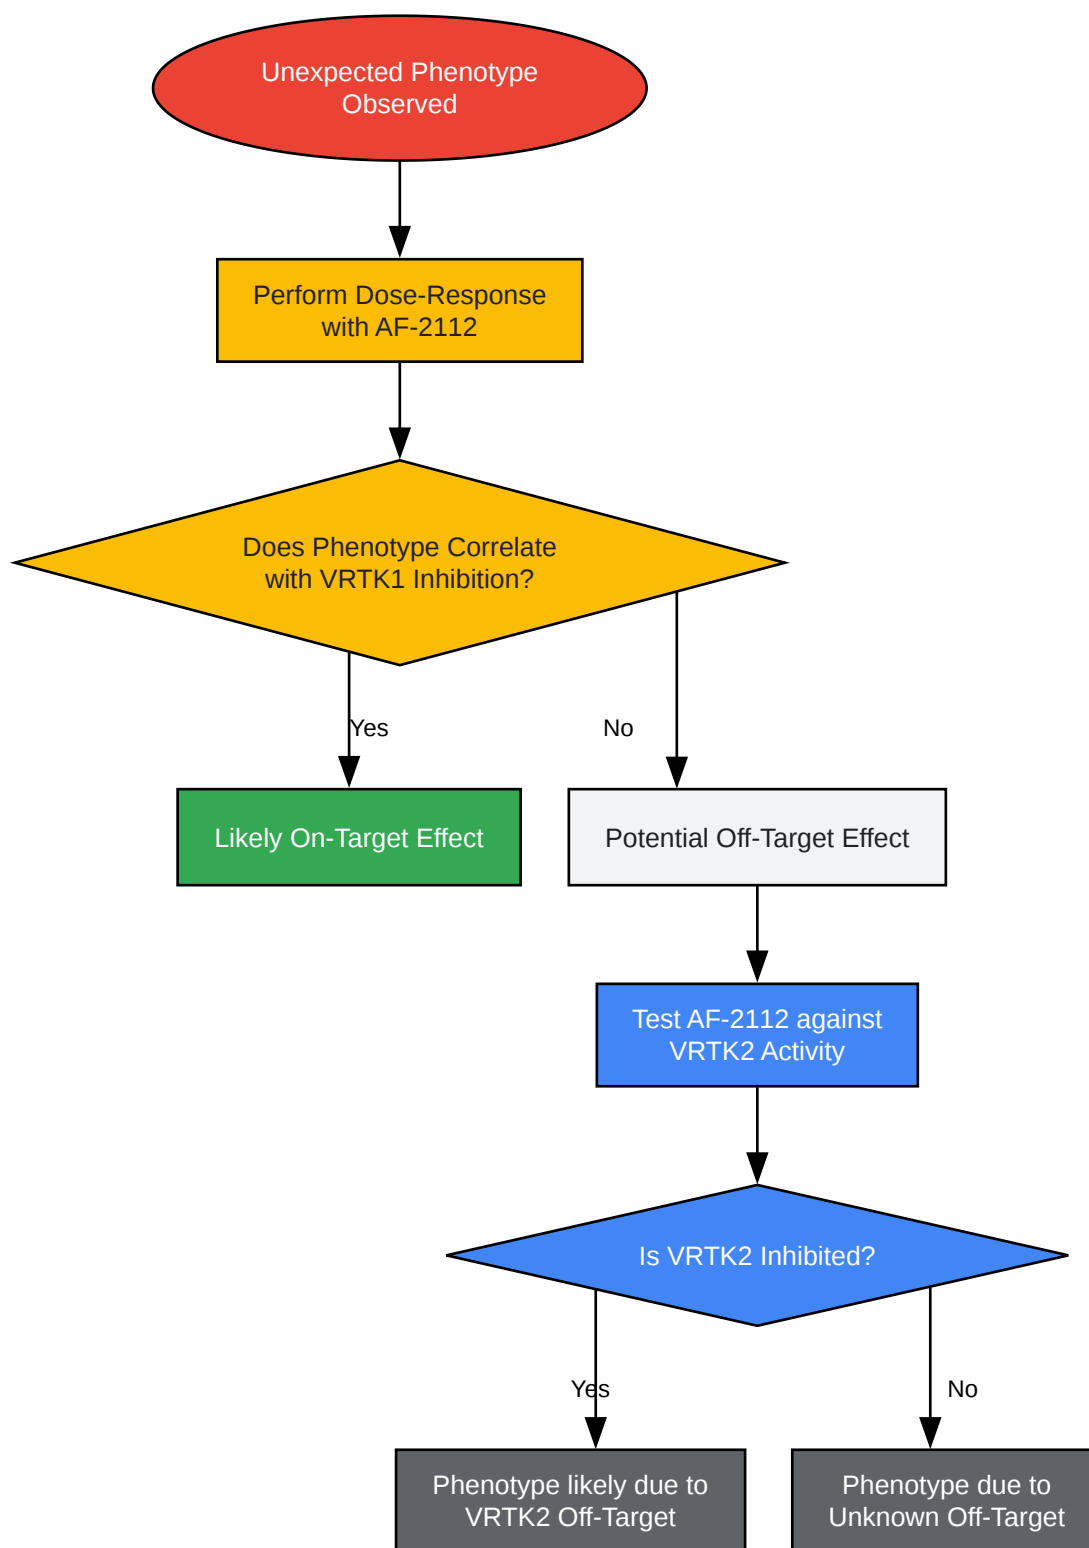 Unexpected Phenotype
Observed
Perform Dose-Response
with AF-2112
Does Phenotype Correlate
with VRTK1 Inhibition?
Yes
No
Likely On-Target Effect
Potential Off-Target Effect
Test AF-2112 against
VRTK2 Activity
Is VRTK2 Inhibited?
Yes
No
Phenotype likely due to
VRTK2 Off-Target
Phenotype due to
Unknown Off-Target